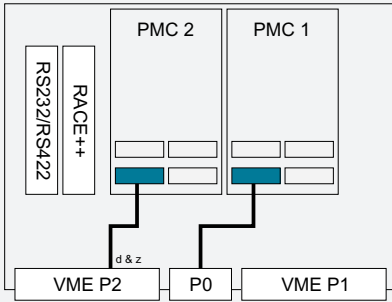 PMC 2
PMC 1
RS232/RS422
RACE++
d & z
VME P2
P0
VME P1